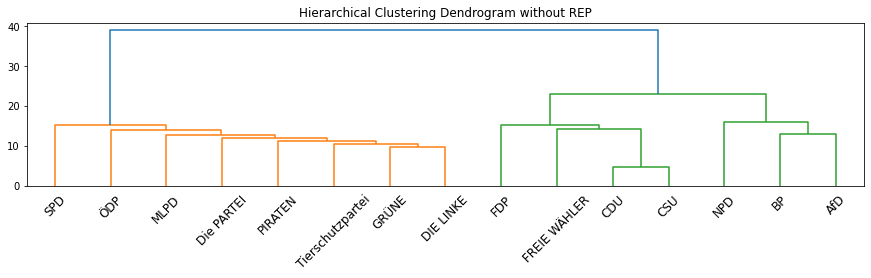 Hierarchical Clustering Dendrogram without REP
40
30
20
10
0
SPD
ÖDP
MLPD
Die PARTEI
PIRATEN
Tierschutzpartei
GRÜNE
DIE LINKE
FDP
FREIE WÄHLER
CDU
CSU
NPD
BP
AfD